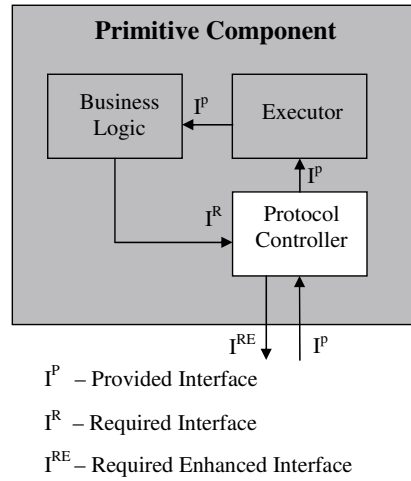 Primitive Component
Business
Logic
I^p
Executor
I^p
I^R
Protocol
Controller
I^RE
I^p
I^P – Provided Interface
I^R – Required Interface
I^RE – Required Enhanced Interface